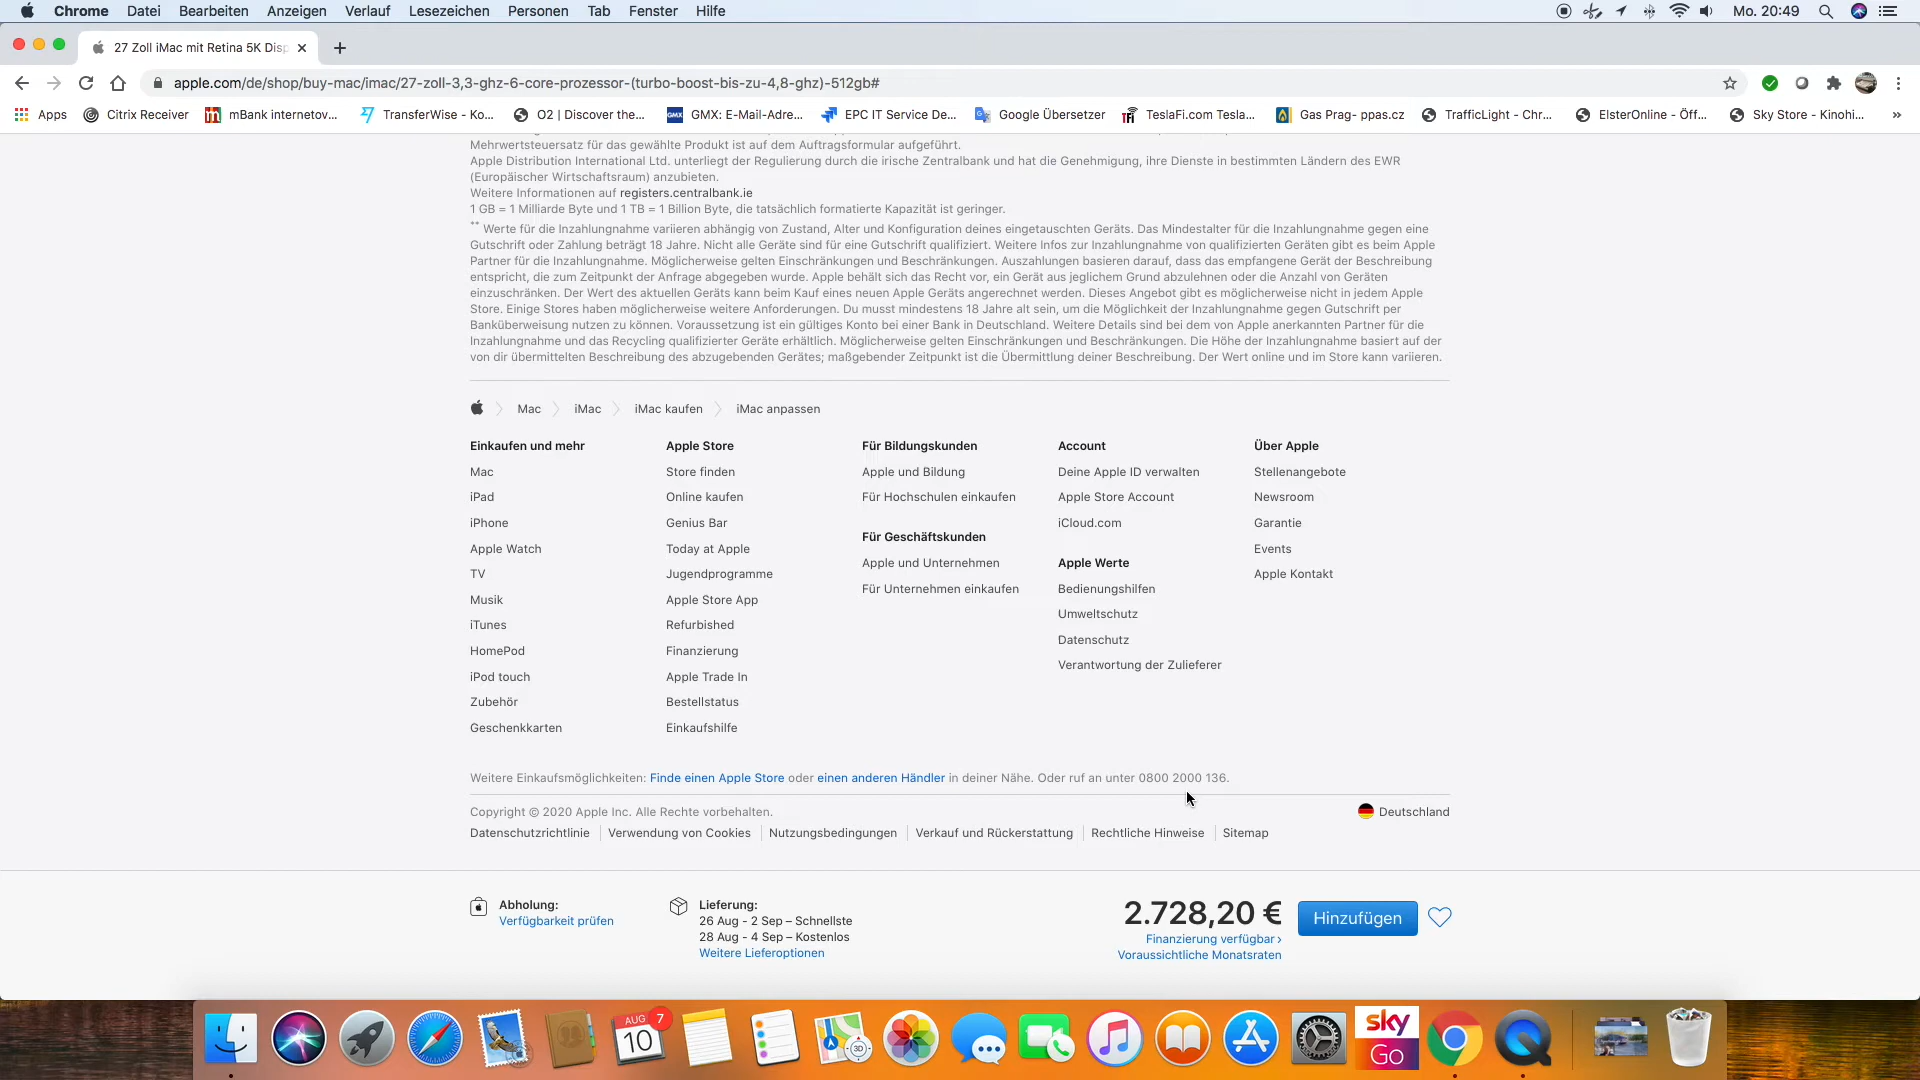 Chrome Datei Bearbeiten Anzeigen Verlauf Lesezeichen Personen Tab Fenster Hilfe Mo. 20:49
27 Zoll iMac mit Retina 5K Disp
apple.com/de/shop/buy-mac/imac/27-zoll-3,3-ghz-6-core-prozessor-(turbo-boost-bis-zu-4,8-ghz)-512gb#
Apps Citrix Receiver mBank internetov... TransferWise - Ko... O2 | Discover the... GMX: E-Mail-Adre... EPC IT Service De... Google Übersetzer TeslaFi.com Tesla... Gas Prag- ppas.cz TrafficLight - Chr... ElsterOnline - Öff... Sky Store - Kinohi... »
Mehrwertsteuersatz für das gewählte Produkt ist auf dem Auftragsformular aufgeführt.
Apple Distribution International Ltd. unterliegt der Regulierung durch die irische Zentralbank und hat die Genehmigung, ihre Dienste in bestimmten Ländern des EWR
(Europäischer Wirtschaftsraum) anzubieten.
Weitere Informationen auf registers.centralbank.ie
1 GB = 1 Milliarde Byte und 1 TB = 1 Billion Byte, die tatsächlich formatierte Kapazität ist geringer.
** Werte für die Inzahlungnahme variieren abhängig von Zustand, Alter und Konfiguration deines eingetauschten Geräts. Das Mindestalter für die Inzahlungnahme gegen eine
Gutschrift oder Zahlung beträgt 18 Jahre. Nicht alle Geräte sind für eine Gutschrift qualifiziert. Weitere Infos zur Inzahlungnahme von qualifizierten Geräten gibt es beim Apple
Partner für die Inzahlungnahme. Möglicherweise gelten Einschränkungen und Beschränkungen. Auszahlungen basieren darauf, dass das empfangene Gerät der Beschreibung
entspricht, die zum Zeitpunkt der Anfrage abgegeben wurde. Apple behält sich das Recht vor, ein Gerät aus jeglichem Grund abzulehnen oder die Anzahl von Geräten
einzuschränken. Der Wert des aktuellen Geräts kann beim Kauf eines neuen Apple Geräts angerechnet werden. Dieses Angebot gibt es möglicherweise nicht in jedem Apple
Store. Einige Stores haben möglicherweise weitere Anforderungen. Du musst mindestens 18 Jahre alt sein, um die Möglichkeit der Inzahlungnahme gegen Gutschrift per
Banküberweisung nutzen zu können. Voraussetzung ist ein gültiges Konto bei einer Bank in Deutschland. Weitere Details sind bei dem von Apple anerkannten Partner für die
Inzahlungnahme und das Recycling qualifizierter Geräte erhältlich. Möglicherweise gelten Einschränkungen und Beschränkungen. Die Höhe der Inzahlungnahme basiert auf der
von dir übermittelten Beschreibung des abzugebenden Gerätes; maßgebender Zeitpunkt ist die Übermittlung deiner Beschreibung. Der Wert online und im Store kann variieren.
Mac iMac iMac kaufen iMac anpassen
Einkaufen und mehr
Mac
iPad
iPhone
Apple Watch
TV
Musik
iTunes
HomePod
iPod touch
Zubehör
Geschenkkarten
Apple Store
Store finden
Online kaufen
Genius Bar
Today at Apple
Jugendprogramme
Apple Store App
Refurbished
Finanzierung
Apple Trade In
Bestellstatus
Einkaufshilfe
Für Bildungskunden
Apple und Bildung
Für Hochschulen einkaufen
Für Geschäftskunden
Apple und Unternehmen
Für Unternehmen einkaufen
Account
Deine Apple ID verwalten
Apple Store Account
iCloud.com
Apple Werte
Bedienungshilfen
Umweltschutz
Datenschutz
Verantwortung der Zulieferer
Über Apple
Stellenangebote
Newsroom
Garantie
Events
Apple Kontakt
Weitere Einkaufsmöglichkeiten: Finde einen Apple Store oder einen anderen Händler in deiner Nähe. Oder ruf an unter 0800 2000 136.
Copyright © 2020 Apple Inc. Alle Rechte vorbehalten. Deutschland
Datenschutzrichtlinie Verwendung von Cookies Nutzungsbedingungen Verkauf und Rückerstattung Rechtliche Hinweise Sitemap
Abholung:
Verfügbarkeit prüfen
Lieferung:
26 Aug - 2 Sep – Schnellste
28 Aug - 4 Sep – Kostenlos
Weitere Lieferoptionen
2.728,20 €
Finanzierung verfügbar ›
Voraussichtliche Monatsraten
Hinzufügen
AUG
10
7
3D
sky
Go